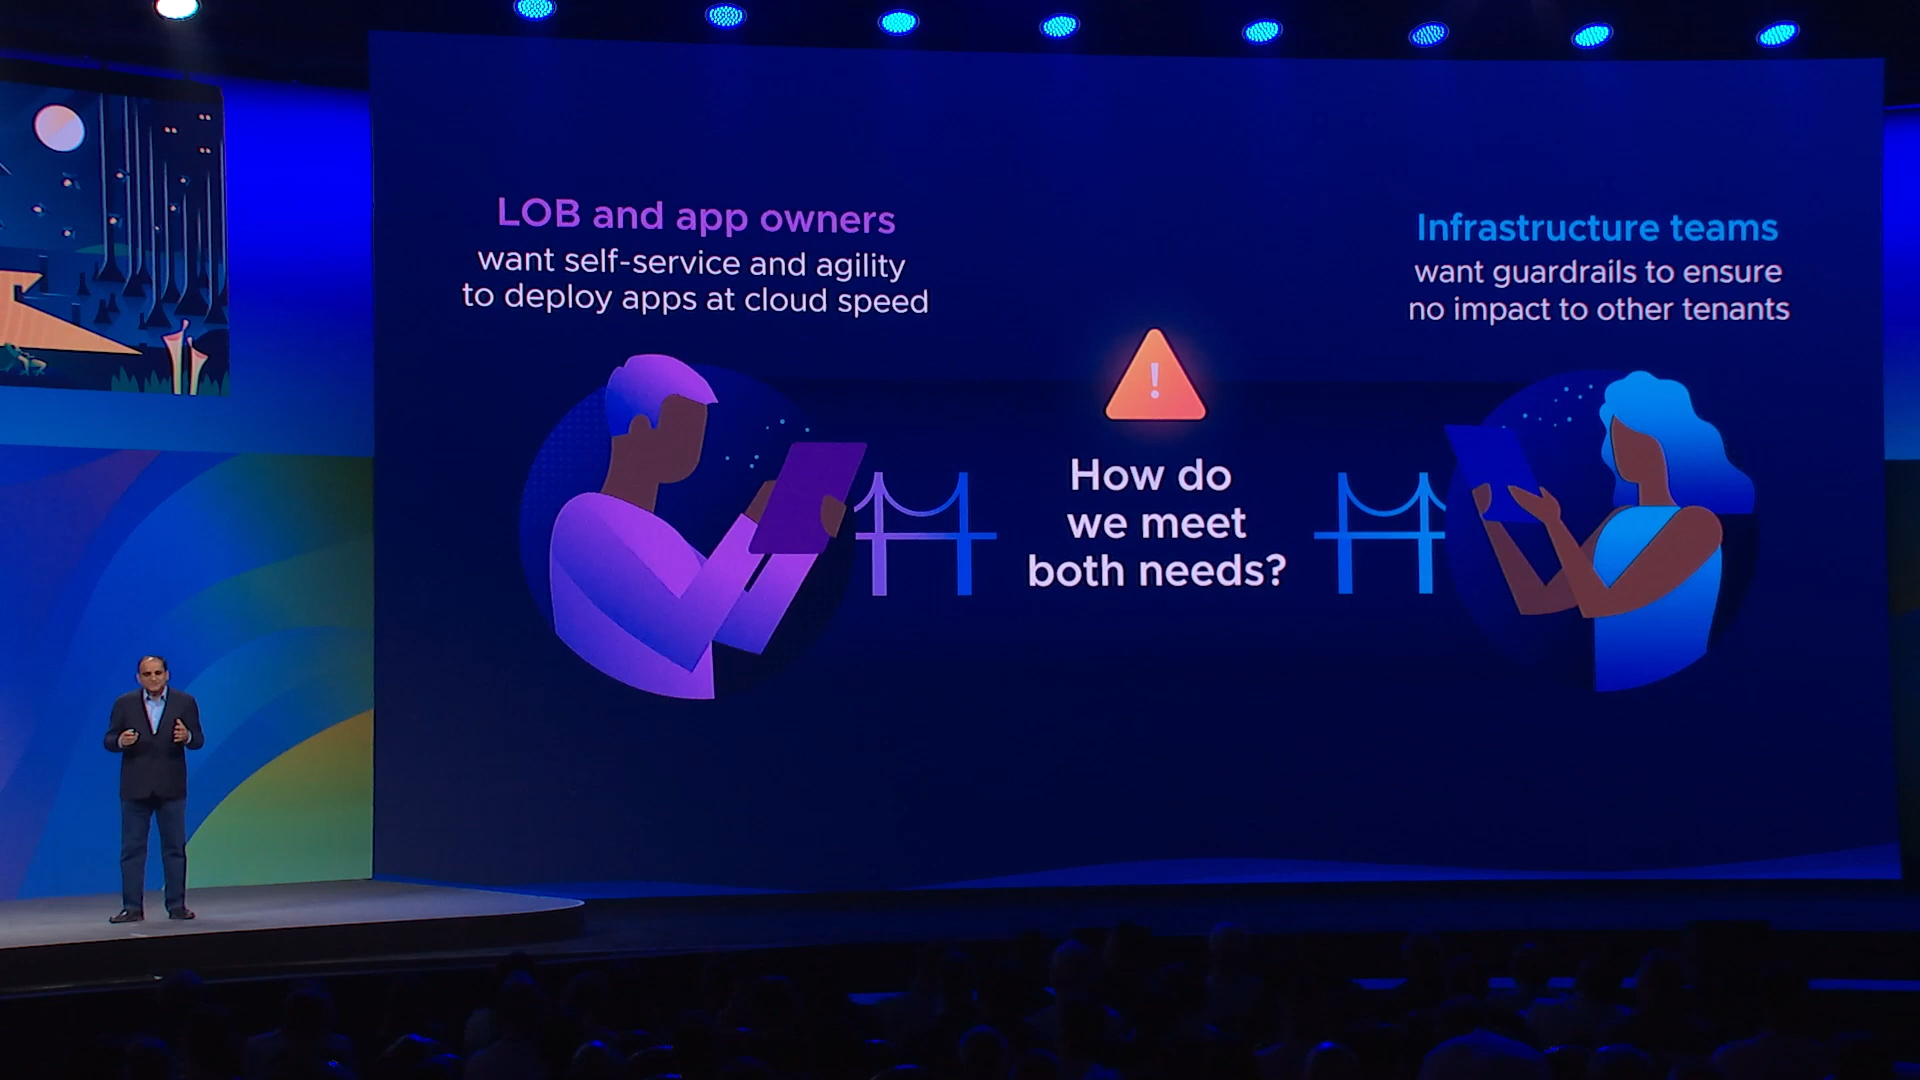 LOB and app owners
want self-service and agility
to deploy apps at cloud speed
Infrastructure teams
want guardrails to ensure
no impact to other tenants
!
How do
we meet
both needs?